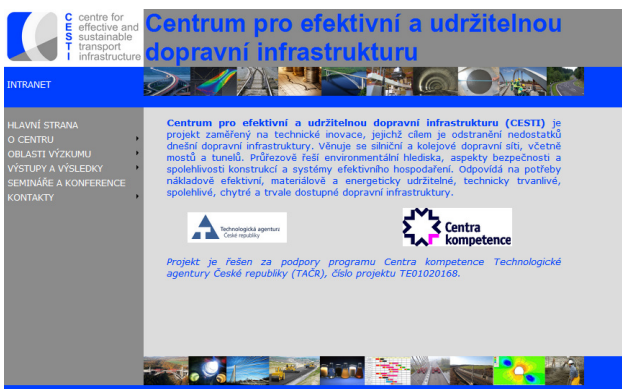 C centre for
E effective and
S sustainable
T transport
I infrastructure
Centrum pro efektivní a udržitelnou
dopravní infrastrukturu
INTRANET
HLAVNÍ STRANA
O CENTRU
OBLASTI VÝZKUMU
VÝSTUPY A VÝSLEDKY
SEMINÁŘE A KONFERENCE
KONTAKTY
Centrum pro efektivní a udržitelnou dopravní infrastrukturu (CESTI) je
projekt zaměřený na technické inovace, jejichž cílem je odstranění nedostatků
dnešní dopravní infrastruktury. Věnuje se silniční a kolejové dopravní síti, včetně
mostů a tunelů. Průřezově řeší environmentální hlediska, aspekty bezpečnosti a
spolehlivosti konstrukcí a systémy efektivního hospodaření. Odpovídá na potřeby
nákladově efektivní, materiálově a energeticky udržitelné, technicky trvanlivé,
spolehlivé, chytré a trvale dostupné dopravní infrastruktury.
Technologická agentura
České republiky
Centra
kompetence
Projekt je řešen za podpory programu Centra kompetence Technologické
agentury České republiky (TAČR), číslo projektu TE01020168.